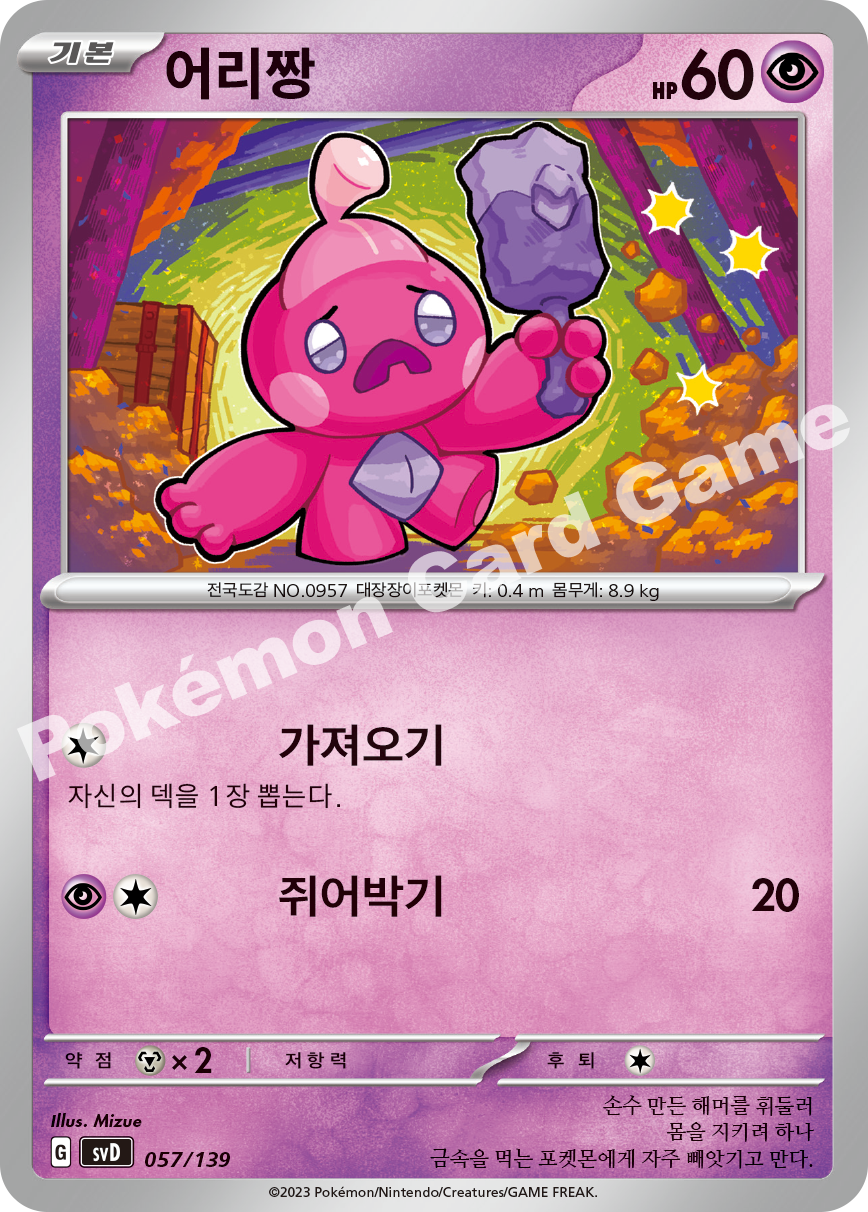 기본 어리짱 HP 60
전국도감 NO.0957 대장장이포켓몬 키: 0.4 m 몸무게: 8.9 kg
Pokémon Card Game
가져오기
자신의 덱을 1장 뽑는다.
쥐어박기 20
약점 ×2 저항력 후퇴
손수 만든 해머를 휘둘러
몸을 지키려 하나
금속을 먹는 포켓몬에게 자주 빼앗기고 만다.
Illus. Mizue
G svD 057/139
©2023 Pokémon/Nintendo/Creatures/GAME FREAK.